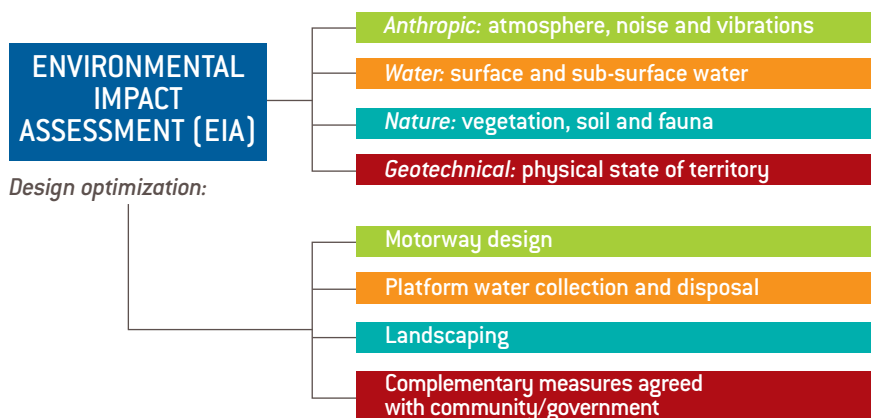 ENVIRONMENTAL
IMPACT
ASSESSMENT (EIA)
Anthropic: atmosphere, noise and vibrations
Water: surface and sub-surface water
Nature: vegetation, soil and fauna
Geotechnical: physical state of territory
Design optimization:
Motorway design
Platform water collection and disposal
Landscaping
Complementary measures agreed
with community/government